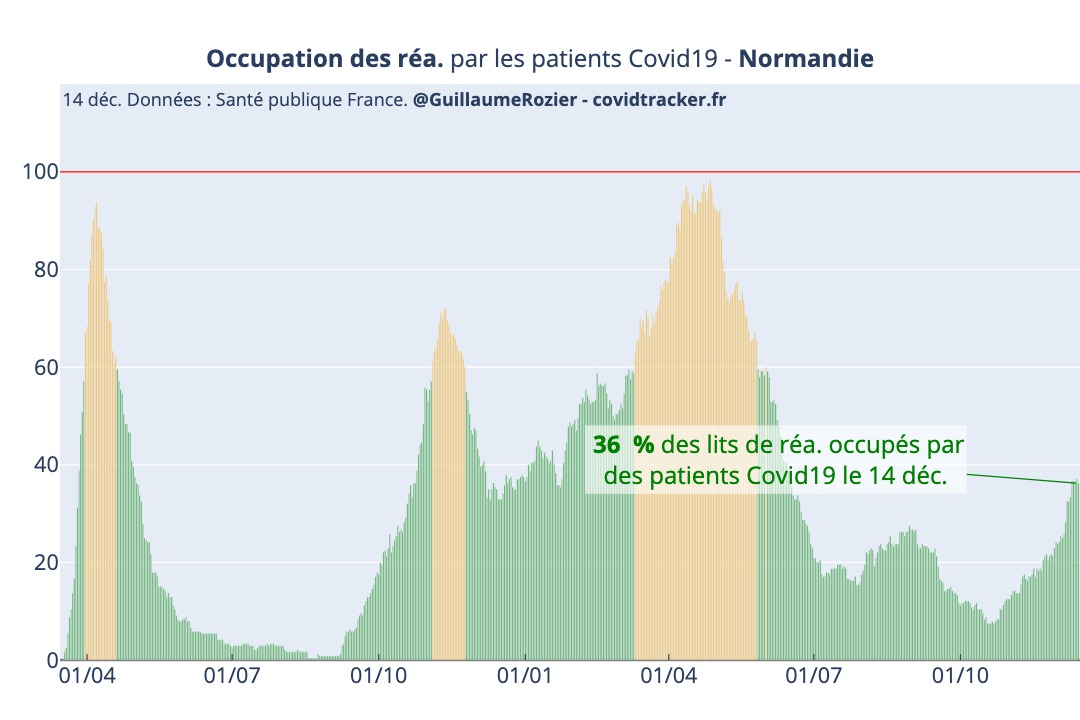 Occupation des réa. par les patients Covid19 - Normandie
14 déc. Données : Santé publique France. @GuillaumeRozier - covidtracker.fr
100
80
60
36 % des lits de réa. occupés par
des patients Covid19 le 14 déc.
40
20
0
01/04 01/07 01/10 01/01 01/04 01/07 01/10